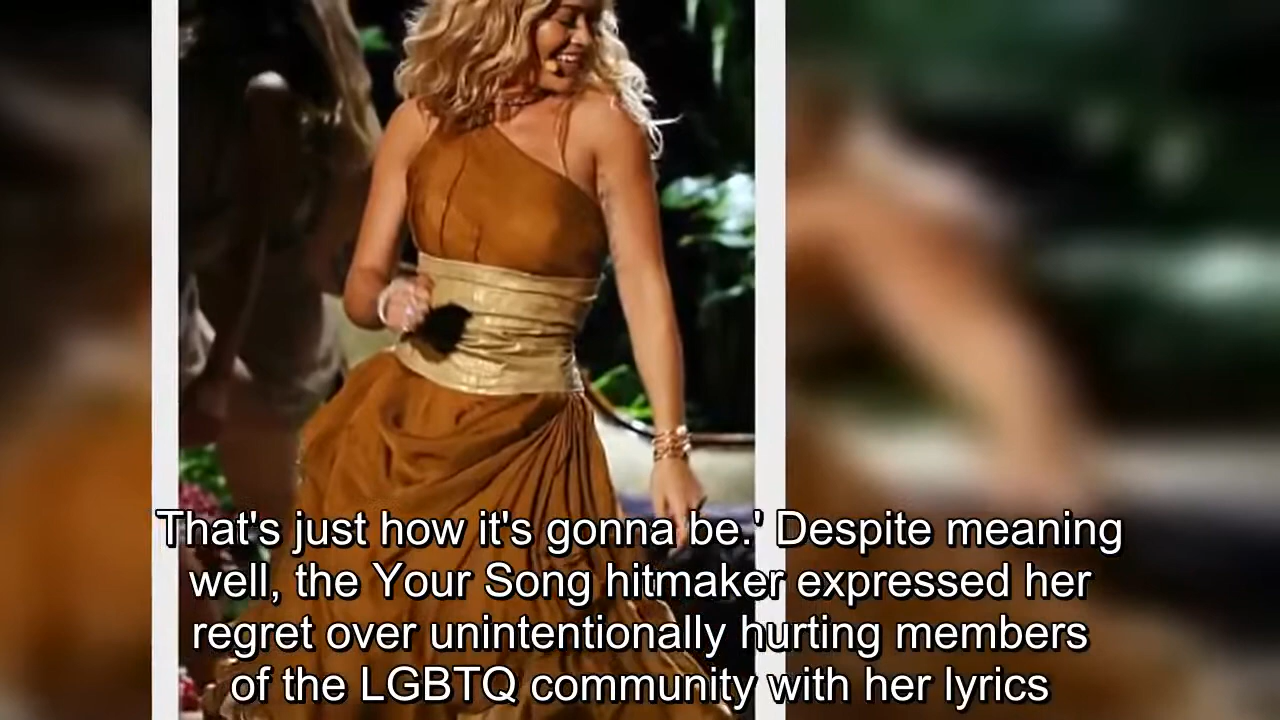 That's just how it's gonna be.' Despite meaning
well, the Your Song hitmaker expressed her
regret over unintentionally hurting members
of the LGBTQ community with her lyrics